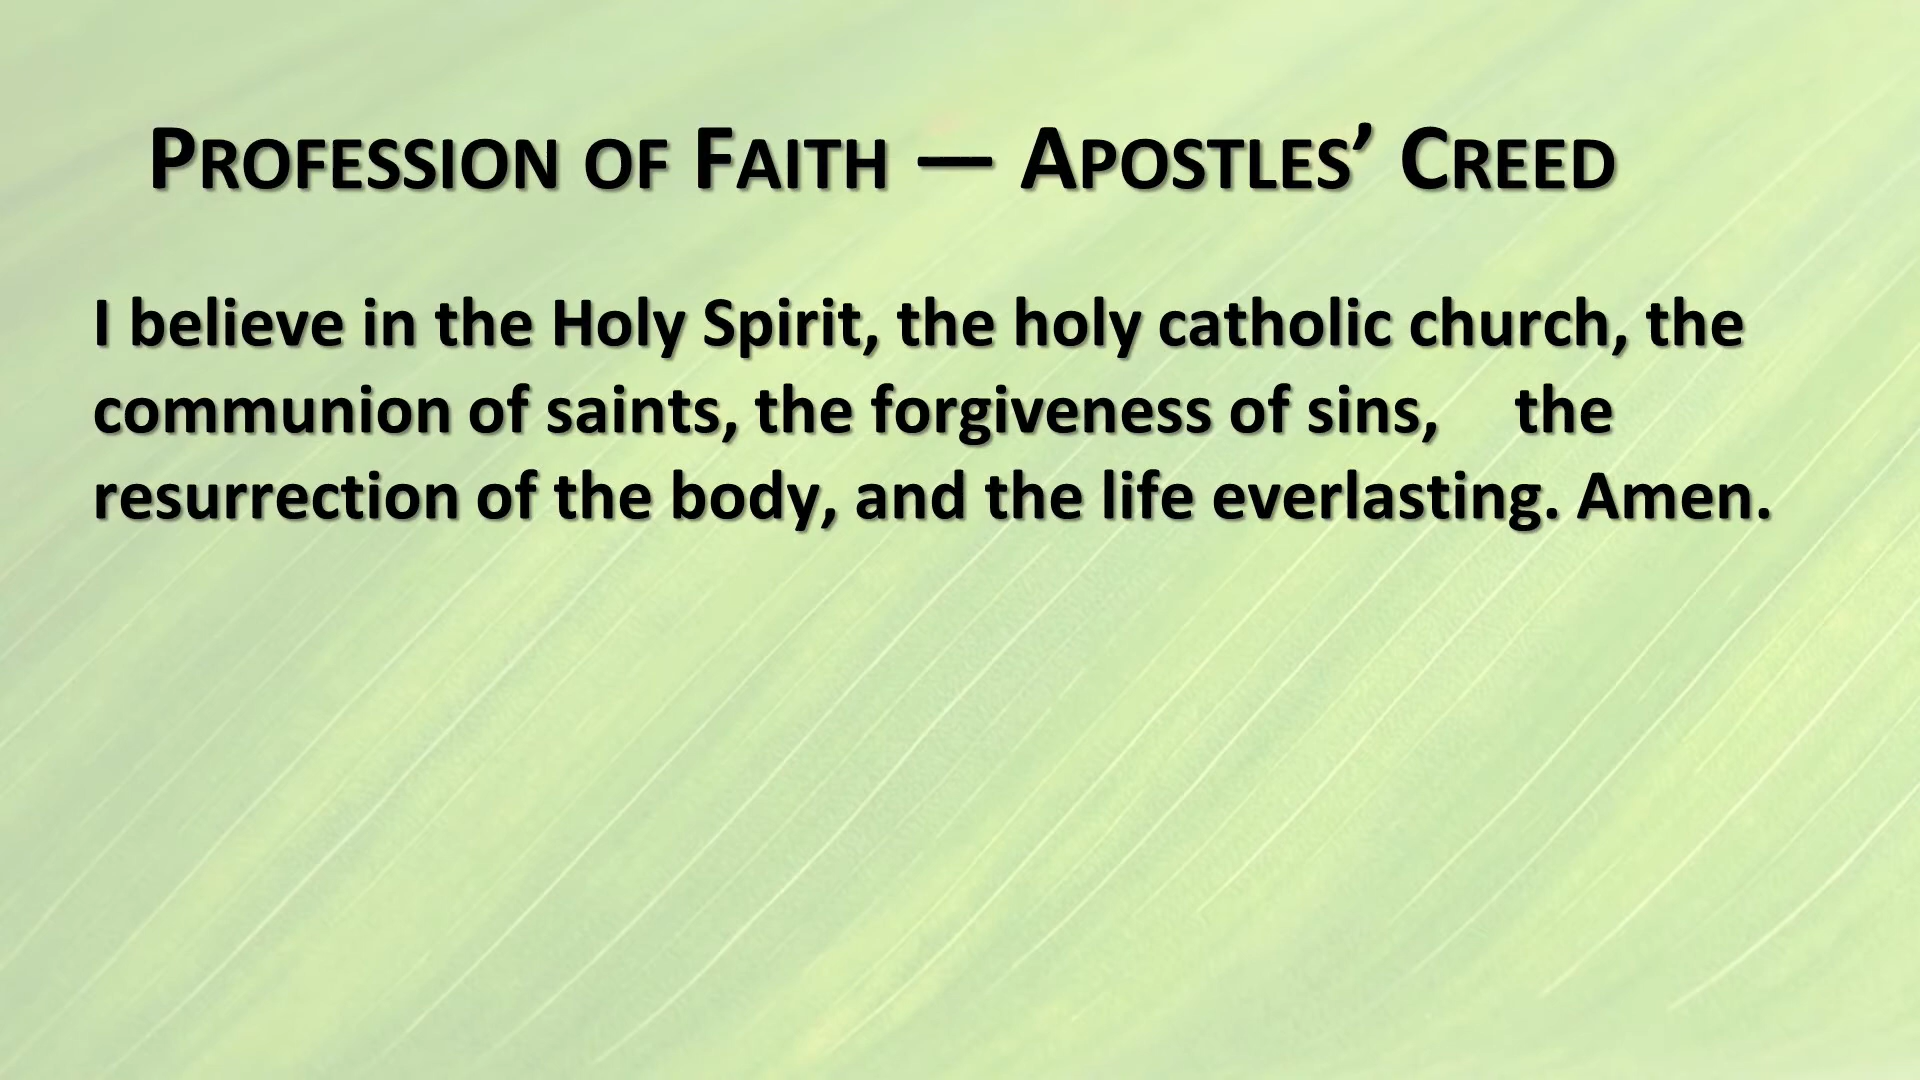 Profession of Faith — Apostles’ Creed
I believe in the Holy Spirit, the holy catholic church, the
communion of saints, the forgiveness of sins,     the
resurrection of the body, and the life everlasting. Amen.